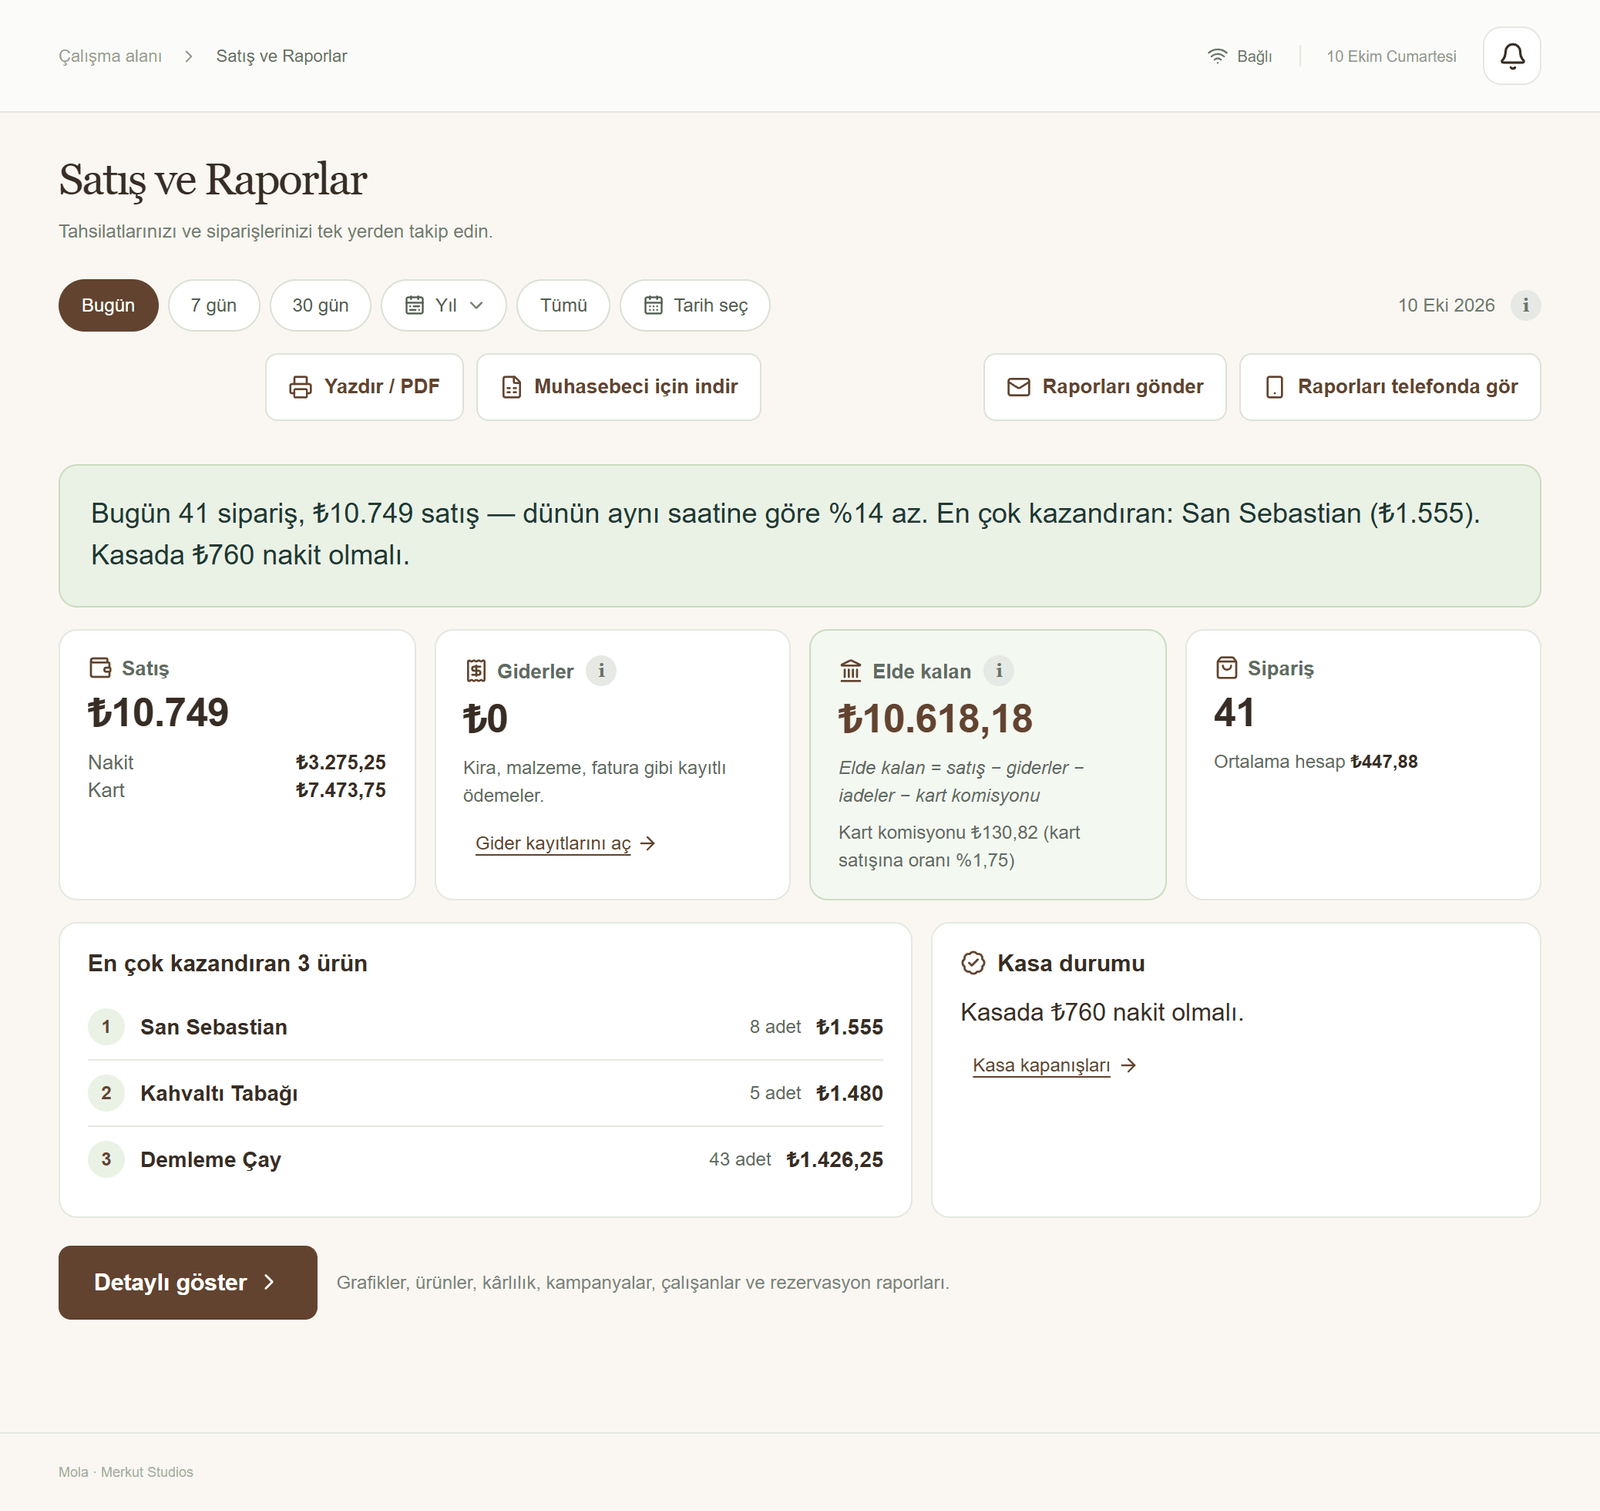 Çalışma alanı > Satış ve Raporlar
Bağlı
10 Ekim Cumartesi
Satış ve Raporlar
Tahsilatlarınızı ve siparişlerinizi tek yerden takip edin.
Bugün 7 gün 30 gün Yıl Tümü Tarih seç
10 Eki 2026 i
Yazdır / PDF Muhasebeci için indir Raporları gönder Raporları telefonda gör
Bugün 41 sipariş, ₺10.749 satış — dünün aynı saatine göre %14 az. En çok kazandıran: San Sebastian (₺1.555).
Kasada ₺760 nakit olmalı.
Satış
₺10.749
Nakit ₺3.275,25
Kart ₺7.473,75
Giderler i
₺0
Kira, malzeme, fatura gibi kayıtlı
ödemeler.
Gider kayıtlarını aç →
Elde kalan i
₺10.618,18
Elde kalan = satış − giderler −
iadeler − kart komisyonu
Kart komisyonu ₺130,82 (kart
satışına oranı %1,75)
Sipariş
41
Ortalama hesap ₺447,88
En çok kazandıran 3 ürün
1 San Sebastian 8 adet ₺1.555
2 Kahvaltı Tabağı 5 adet ₺1.480
3 Demleme Çay 43 adet ₺1.426,25
Kasa durumu
Kasada ₺760 nakit olmalı.
Kasa kapanışları →
Detaylı göster >
Grafikler, ürünler, kârlılık, kampanyalar, çalışanlar ve rezervasyon raporları.
Mola · Merkut Studios